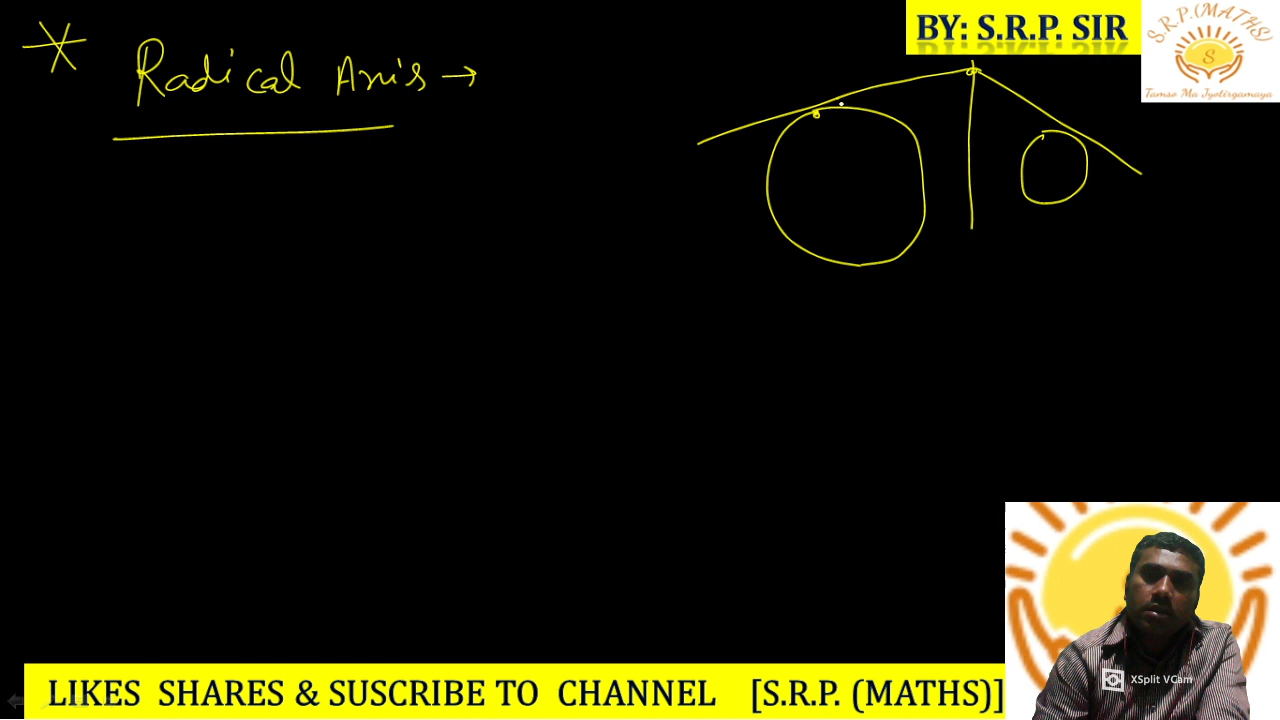 BY: S.R.P. SIR
S.R.P.(MATHS)
S
Tamso Ma Jyotirgamaya
Radical Axis →
XSplit VCam
LIKES SHARES & SUSCRIBE TO CHANNEL [S.R.P. (MATHS)]